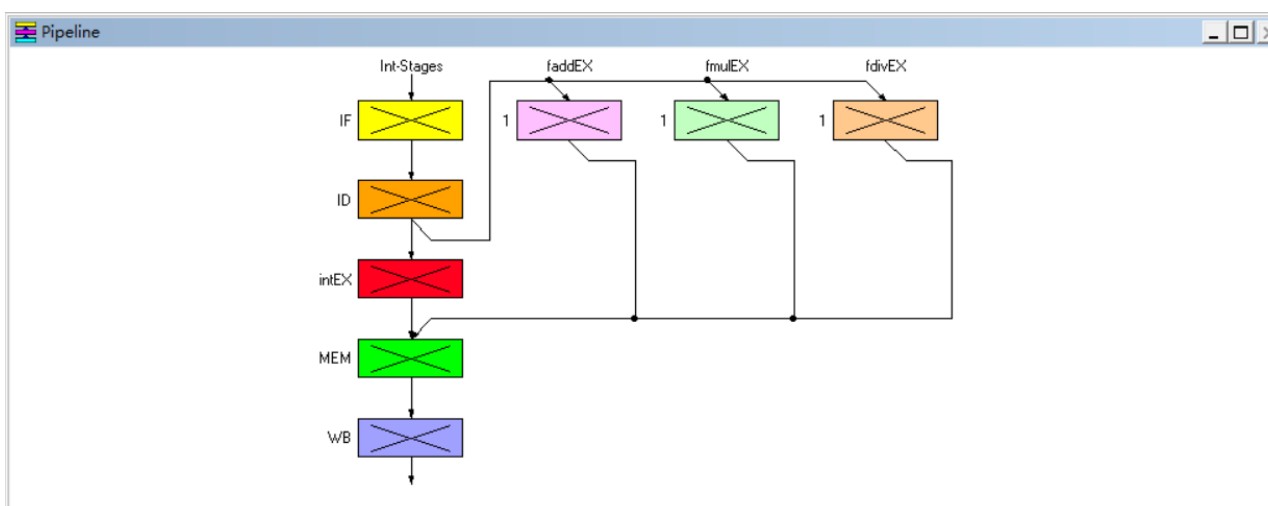 Pipeline
Int-Stages faddEX fmulEX fdivEX
IF 1 1 1
ID
intEX
MEM
WB